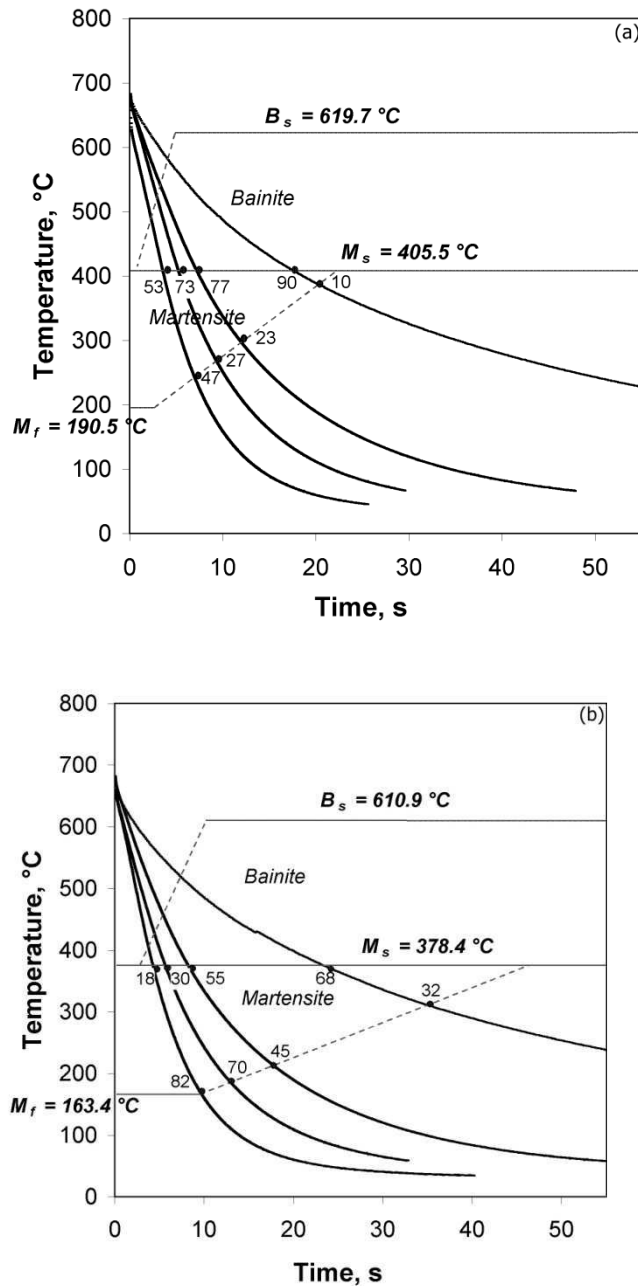 (a)
800
700
B s = 619.7 °C
600
Bainite
500
M s = 405.5 °C
400
53 73 77 90 10
Martensite
300
23
27
47
200
M f = 190.5 °C
100
0
0 10 20 30 40 50
Temperature, °C
Time, s
(b)
800
700
B s = 610.9 °C
600
Bainite
500
M s = 378.4 °C
400
18 30 55 68
Martensite
32
300
45
70
82
200
M f = 163.4 °C
100
0
0 10 20 30 40 50
Temperature, °C
Time, s